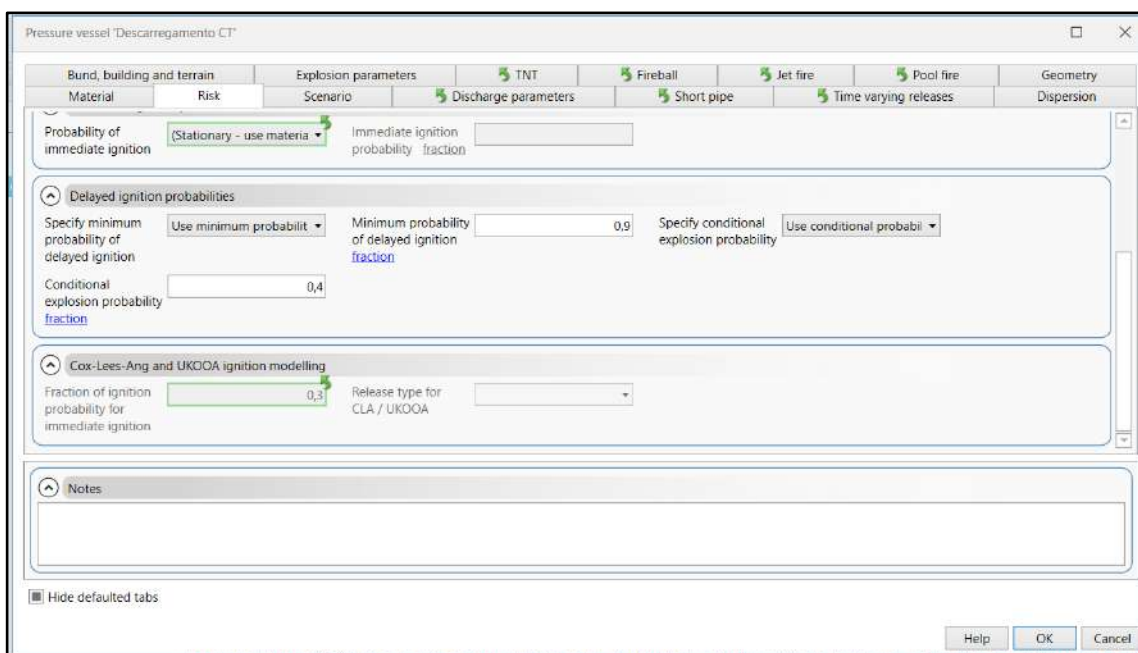 Pressure vessel 'Descarregamento CT'
Bund, building and terrain Explosion parameters TNT Fireball Jet fire Pool fire Geometry
Material Risk Scenario Discharge parameters Short pipe Time varying releases Dispersion
Probability of immediate ignition (Stationary - use materia Immediate ignition probability fraction
Delayed ignition probabilities
Specify minimum probability of delayed ignition Use minimum probabilit Minimum probability of delayed ignition fraction 0,9 Specify conditional explosion probability Use conditional probabil
Conditional explosion probability fraction 0,4
Cox-Lees-Ang and UKOOA ignition modelling
Fraction of ignition probability for immediate ignition 0,3 Release type for CLA / UKOOA
Notes
Hide defaulted tabs
Help OK Cancel